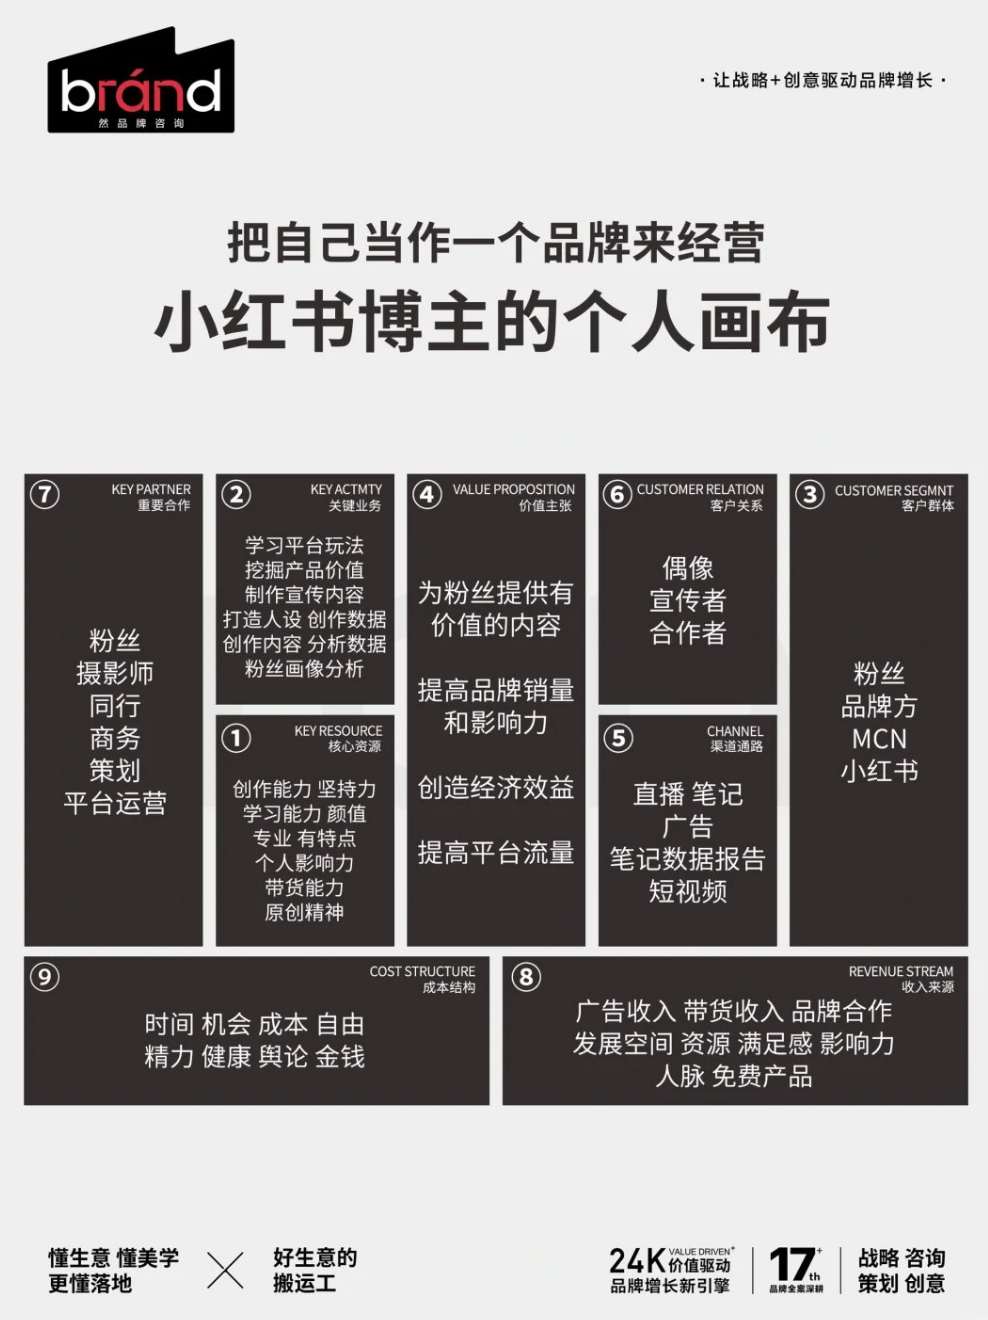 bránd
然品牌咨询
·让战略+创意驱动品牌增长·
把自己当作一个品牌来经营
小红书博主的个人画布
⑦ KEY PARTNER
重要合作
粉丝
摄影师
同行
商务
策划
平台运营
② KEY ACTMTY
关键业务
学习平台玩法
挖掘产品价值
制作宣传内容
打造人设 创作数据
创作内容 分析数据
粉丝画像分析
① KEY RESOURCE
核心资源
创作能力 坚持力
学习能力 颜值
专业 有特点
个人影响力
带货能力
原创精神
④ VALUE PROPOSITION
价值主张
为粉丝提供有
价值的内容
提高品牌销量
和影响力
创造经济效益
提高平台流量
⑥ CUSTOMER RELATION
客户关系
偶像
宣传者
合作者
⑤ CHANNEL
渠道通路
直播 笔记
广告
笔记数据报告
短视频
③ CUSTOMER SEGMNT
客户群体
粉丝
品牌方
MCN
小红书
⑨ COST STRUCTURE
成本结构
时间 机会 成本 自由
精力 健康 舆论 金钱
⑧ REVENUE STREAM
收入来源
广告收入 带货收入 品牌合作
发展空间 资源 满足感 影响力
人脉 免费产品
懂生意 懂美学
更懂落地
好生意的
搬运工
24K VALUE DRIVEN+
价值驱动
品牌增长新引擎
17+th
品牌全案深耕
战略 咨询
策划 创意